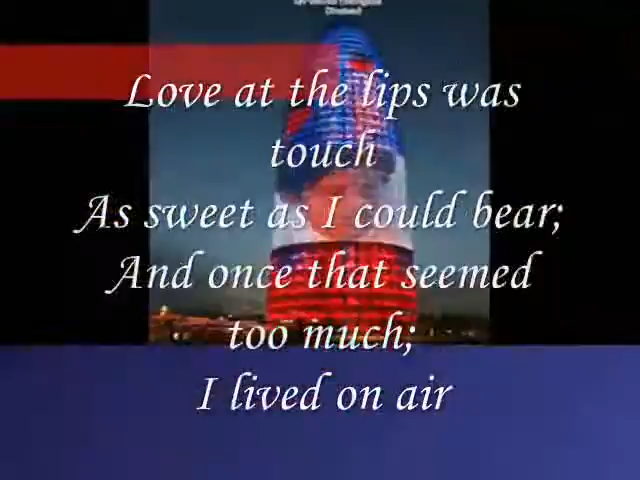 Love at the lips was
touch
As sweet as I could bear;
And once that seemed
too much;
I lived on air